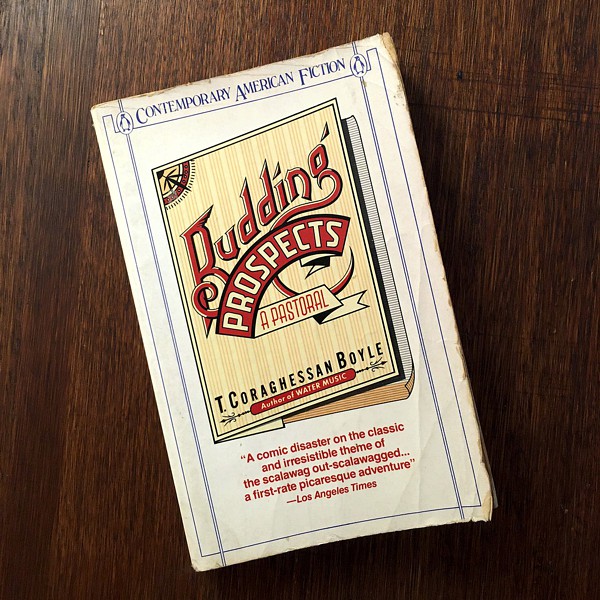 CONTEMPORARY AMERICAN FICTION
Budding
PROSPECTS
A PASTORAL
T. CORAGHESSAN BOYLE
Author of WATER MUSIC
“A comic disaster on the classic
and irresistible theme of
the scalawag out-scalawagged...
a first-rate picaresque adventure”
—Los Angeles Times